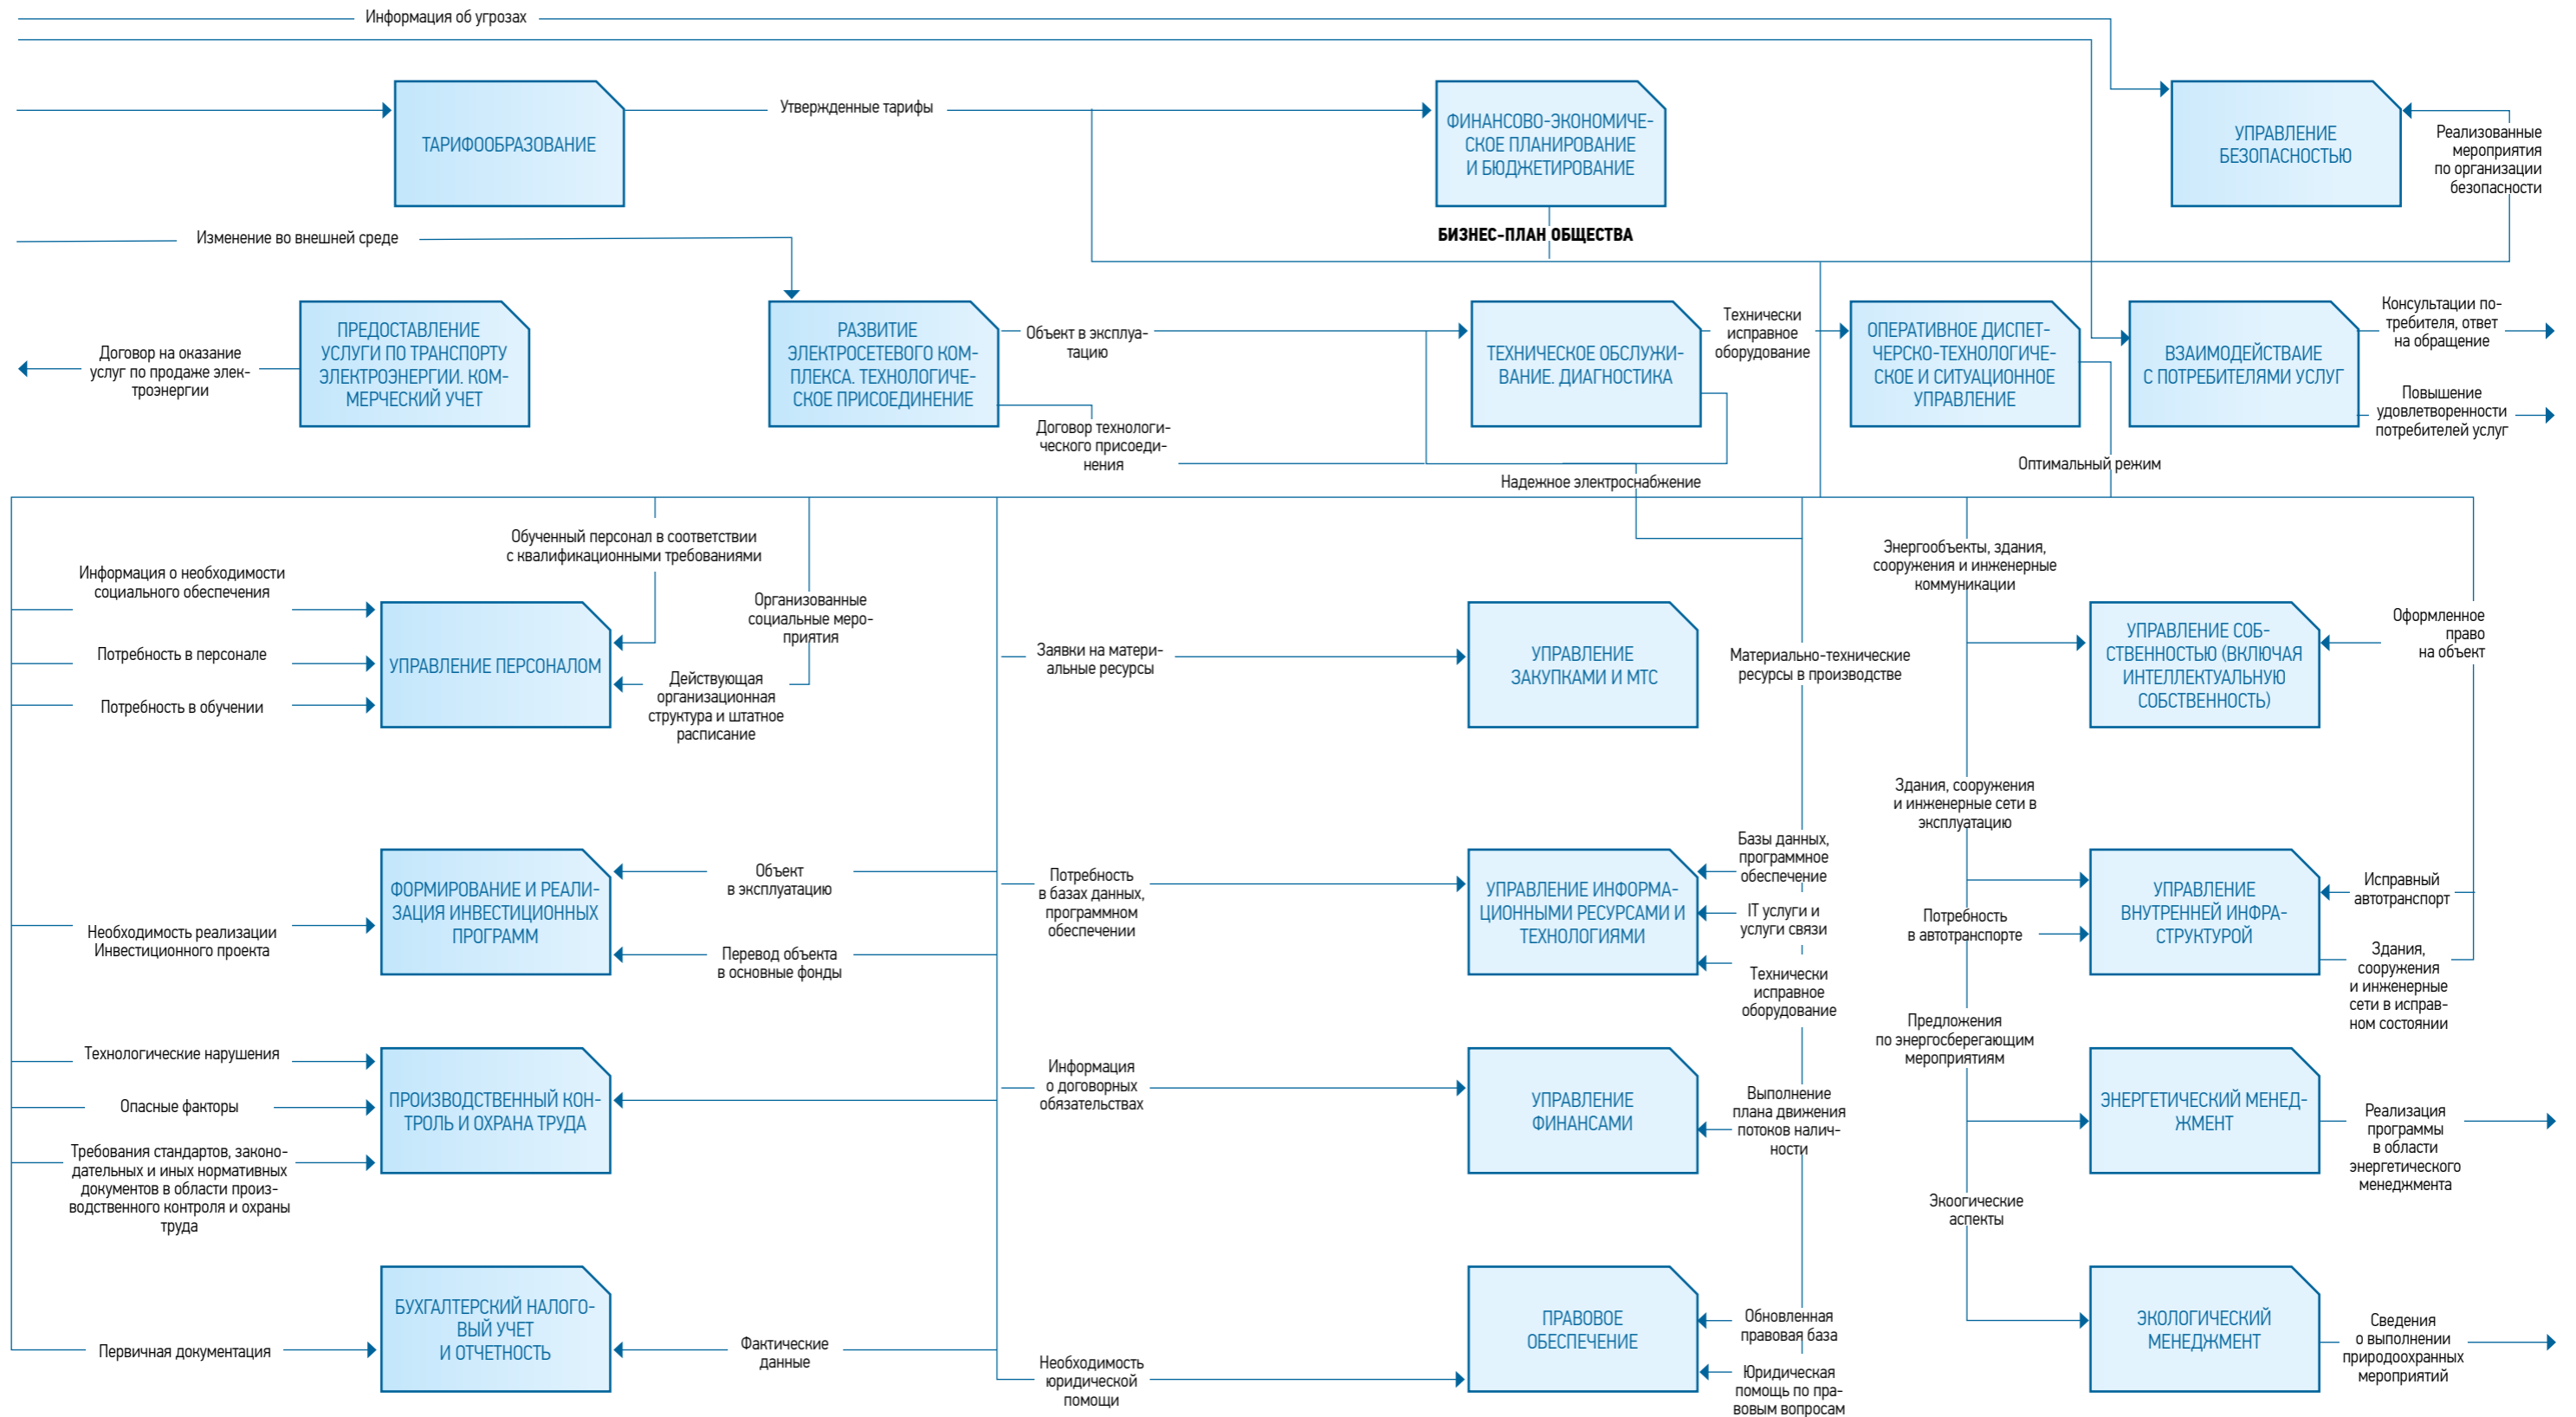 Информация об угрозах
ТАРИФООБРАЗОВАНИЕ
Утвержденные тарифы
ФИНАНСОВО-ЭКОНОМИЧЕ-
СКОЕ ПЛАНИРОВАНИЕ
И БЮДЖЕТИРОВАНИЕ
БИЗНЕС-ПЛАН ОБЩЕСТВА
УПРАВЛЕНИЕ
БЕЗОПАСНОСТЬЮ
Реализованные
мероприятия
по организации
безопасности
Изменение во внешней среде
Договор на оказание
услуг по продаже элек-
троэнергии
ПРЕДОСТАВЛЕНИЕ
УСЛУГИ ПО ТРАНСПОРТУ
ЭЛЕКТРОЭНЕРГИИ. КОМ-
МЕРЧЕСКИЙ УЧЕТ
РАЗВИТИЕ
ЭЛЕКТРОСЕТЕВОГО КОМ-
ПЛЕКСА. ТЕХНОЛОГИЧЕ-
СКОЕ ПРИСОЕДИНЕНИЕ
Объект в эксплуа-
тацию
Договор технологи-
ческого присоеди-
нения
ТЕХНИЧЕСКОЕ ОБСЛУЖИ-
ВАНИЕ. ДИАГНОСТИКА
Технически
исправное
оборудование
ОПЕРАТИВНОЕ ДИСПЕТ-
ЧЕРСКО-ТЕХНОЛОГИЧЕ-
СКОЕ И СИТУАЦИОННОЕ
УПРАВЛЕНИЕ
ВЗАИМОДЕЙСТВАИЕ
С ПОТРЕБИТЕЛЯМИ УСЛУГ
Консультации по-
требителя, ответ
на обращение
Повышение
удовлетворенности
потребителей услуг
Оптимальный режим
Надежное электроснабжение
Обученный персонал в соответствии
с квалификационными требованиями
Информация о необходимости
социального обеспечения
Потребность в персонале
Потребность в обучении
УПРАВЛЕНИЕ ПЕРСОНАЛОМ
Организованные
социальные меро-
приятия
Действующая
организационная
структура и штатное
расписание
Заявки на матери-
альные ресурсы
УПРАВЛЕНИЕ
ЗАКУПКАМИ И МТС
Материально-технические
ресурсы в производстве
Энергообъекты, здания,
сооружения и инженерные
коммуникации
УПРАВЛЕНИЕ СОБ-
СТВЕННОСТЬЮ (ВКЛЮЧАЯ
ИНТЕЛЛЕКТУАЛЬНУЮ
СОБСТВЕННОСТЬ)
Оформленное
право
на объект
Здания, сооружения
и инженерные сети в
эксплуатацию
Необходимость реализации
Инвестиционного проекта
ФОРМИРОВАНИЕ И РЕАЛИ-
ЗАЦИЯ ИНВЕСТИЦИОННЫХ
ПРОГРАММ
Объект
в эксплуатацию
Перевод объекта
в основные фонды
Потребность
в базах данных,
программном
обеспечении
УПРАВЛЕНИЕ ИНФОРМА-
ЦИОННЫМИ РЕСУРСАМИ И
ТЕХНОЛОГИЯМИ
Базы данных,
программное
обеспечение
IT услуги и
услуги связи
Технически
исправное
оборудование
Потребность
в автотранспорте
УПРАВЛЕНИЕ
ВНУТРЕННЕЙ ИНФРА-
СТРУКТУРОЙ
Исправный
автотранспорт
Здания,
сооружения
и инженерные
сети в исправ-
ном состоянии
Технологические нарушения
Опасные факторы
Требования стандартов, законо-
дательных и иных нормативных
документов в области произ-
водственного контроля и охраны
труда
ПРОИЗВОДСТВЕННЫЙ КОН-
ТРОЛЬ И ОХРАНА ТРУДА
Информация
о договорных
обязательствах
УПРАВЛЕНИЕ
ФИНАНСАМИ
Выполнение
плана движения
потоков налич-
ности
Предложения
по энергосберегающим
мероприятиям
ЭНЕРГЕТИЧЕСКИЙ МЕНЕД-
ЖМЕНТ
Реализация
программы
в области
энергетического
менеджмента
Экоогические
аспекты
Первичная документация
БУХГАЛТЕРСКИЙ НАЛОГО-
ВЫЙ УЧЕТ
И ОТЧЕТНОСТЬ
Фактические
данные
Необходимость
юридической
помощи
ПРАВОВОЕ
ОБЕСПЕЧЕНИЕ
Обновленная
правовая база
Юридическая
помощь по пра-
вовым вопросам
ЭКОЛОГИЧЕСКИЙ
МЕНЕДЖМЕНТ
Сведения
о выполнении
природоохранных
мероприятий